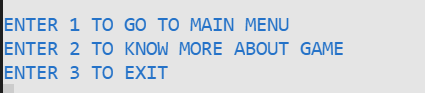 ENTER 1 TO GO TO MAIN MENU
ENTER 2 TO KNOW MORE ABOUT GAME
ENTER 3 TO EXIT